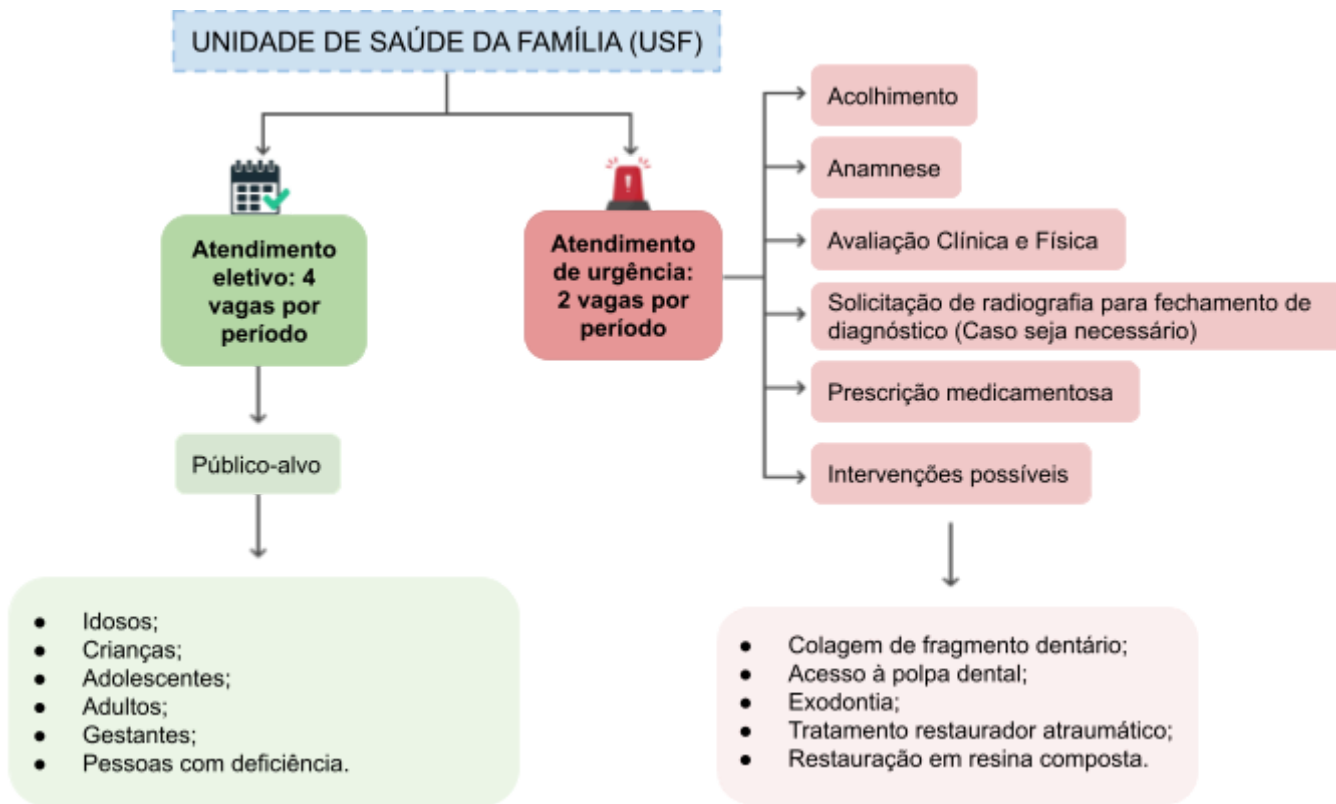 UNIDADE DE SAÚDE DA FAMÍLIA (USF)
Atendimento
eletivo: 4
vagas por
período
Público-alvo
● Idosos;
● Crianças;
● Adolescentes;
● Adultos;
● Gestantes;
● Pessoas com deficiência.
Atendimento
de urgência:
2 vagas por
período
Acolhimento
Anamnese
Avaliação Clínica e Física
Solicitação de radiografia para fechamento de
diagnóstico (Caso seja necessário)
Prescrição medicamentosa
Intervenções possíveis
● Colagem de fragmento dentário;
● Acesso à polpa dental;
● Exodontia;
● Tratamento restaurador atraumático;
● Restauração em resina composta.